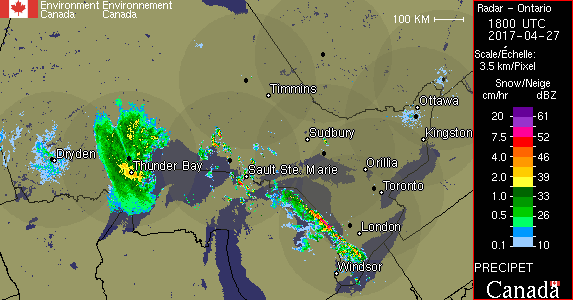 Environment Environnement
Canada Canada
100 KM
Radar - Ontario
1800 UTC
2017-04-27
Scale/Échelle:
3.5 km/Pixel
Snow/Neige
cm/hr dBZ
20 61
7.5 52
4.0 46
2.0 39
1.0 33
0.5 26
0.1 10
PRECIPET
Canada
Timmins
Ottawa
Sudbury
Kingston
Dryden
Thunder Bay
Sault Ste. Marie
Orillia
Toronto
London
Windsor